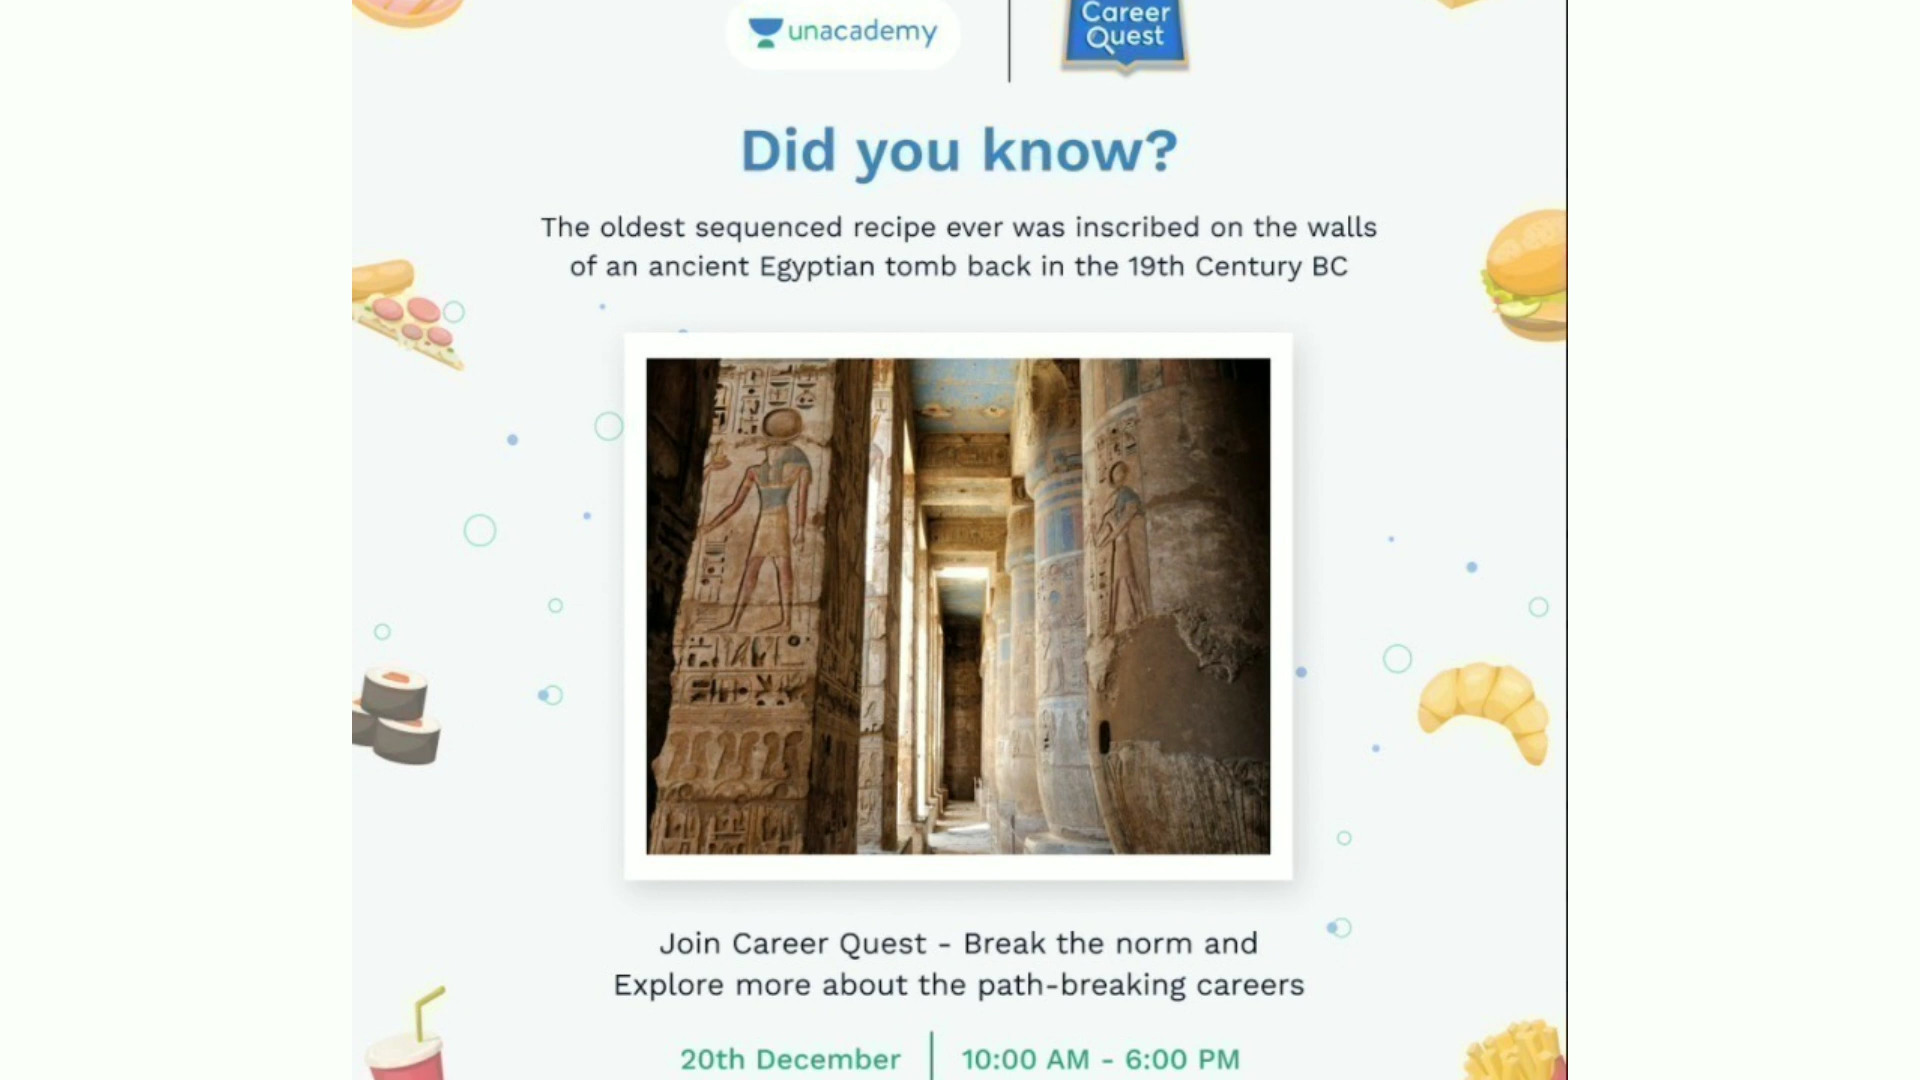 unacademy
Career
Quest
Did you know?
The oldest sequenced recipe ever was inscribed on the walls
of an ancient Egyptian tomb back in the 19th Century BC
Join Career Quest - Break the norm and
Explore more about the path-breaking careers
20th December
10:00 AM - 6:00 PM